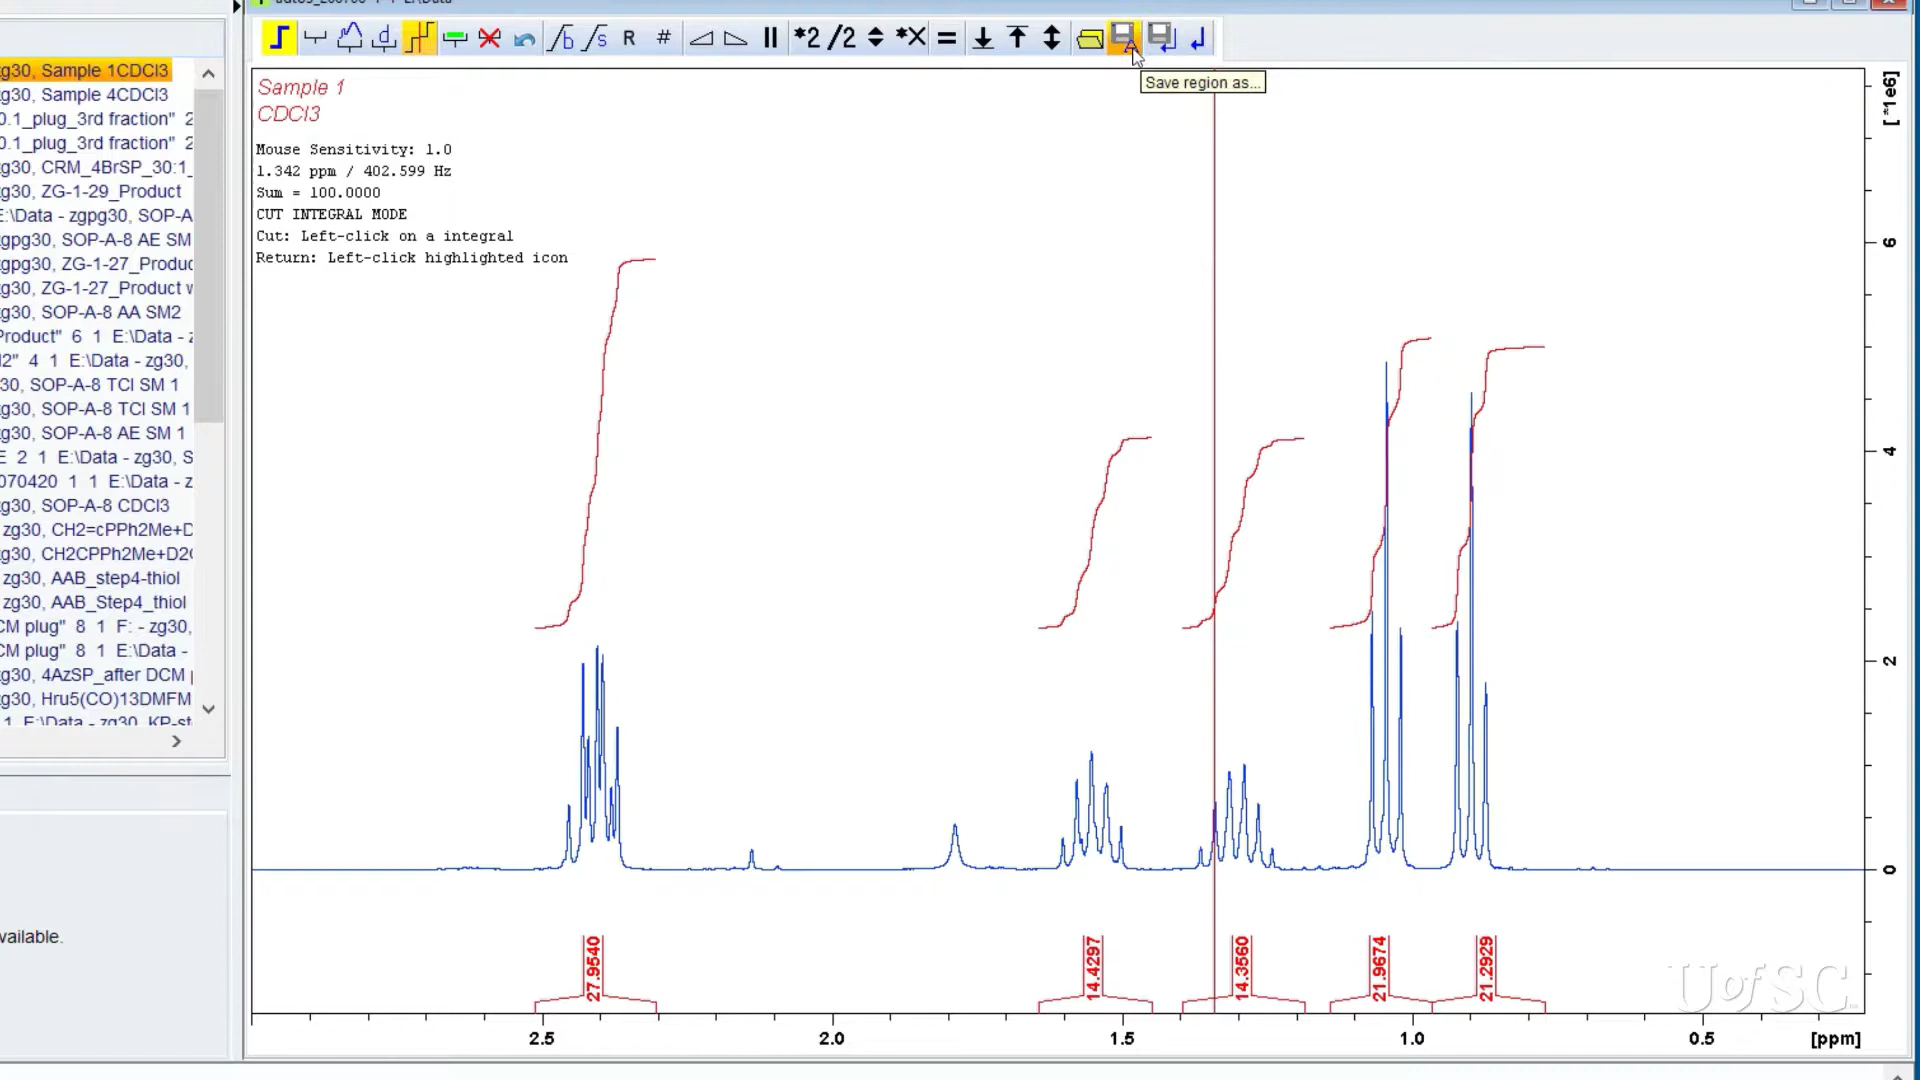 *2 /2 *X =
R #
Save region as...
g30, Sample 1CDCl3
g30, Sample 4CDCl3
0.1_plug_3rd fraction" 2
0.1_plug_3rd fraction" 2
g30, CRM_4BrSP_30:1_
g30, ZG-1-29_Product
E:\Data - zgpg30, SOP-A
gpg30, SOP-A-8 AE SM
gpg30, ZG-1-27_Produc
g30, ZG-1-27_Product w
g30, SOP-A-8 AA SM2
Product" 6 1 E:\Data - z
2" 4 1 E:\Data - zg30,
30, SOP-A-8 TCI SM 1
g30, SOP-A-8 TCI SM 1
g30, SOP-A-8 AE SM 1
E 2 1 E:\Data - zg30, S
070420 1 1 E:\Data - z
g30, SOP-A-8 CDCl3
zg30, CH2=cPPh2Me+D
g30, CH2CPPh2Me+D2
zg30, AAB_step4-thiol
zg30, AAB_Step4_thiol
CM plug" 8 1 F: - zg30,
CM plug" 8 1 E:\Data -
g30, 4AzSP_after DCM
g30, Hru5(CO)13DMFM
1 E:\Data - zg30, KP-st
vailable.
Sample 1
CDCl3
Mouse Sensitivity: 1.0
1.342 ppm / 402.599 Hz
Sum = 100.0000
CUT INTEGRAL MODE
Cut: Left-click on a integral
Return: Left-click highlighted icon
[*1e6]
6
4
2
0
27.9540
14.4297
14.3560
21.9674
21.2929
UofSC
2.5 2.0 1.5 1.0 0.5 [ppm]